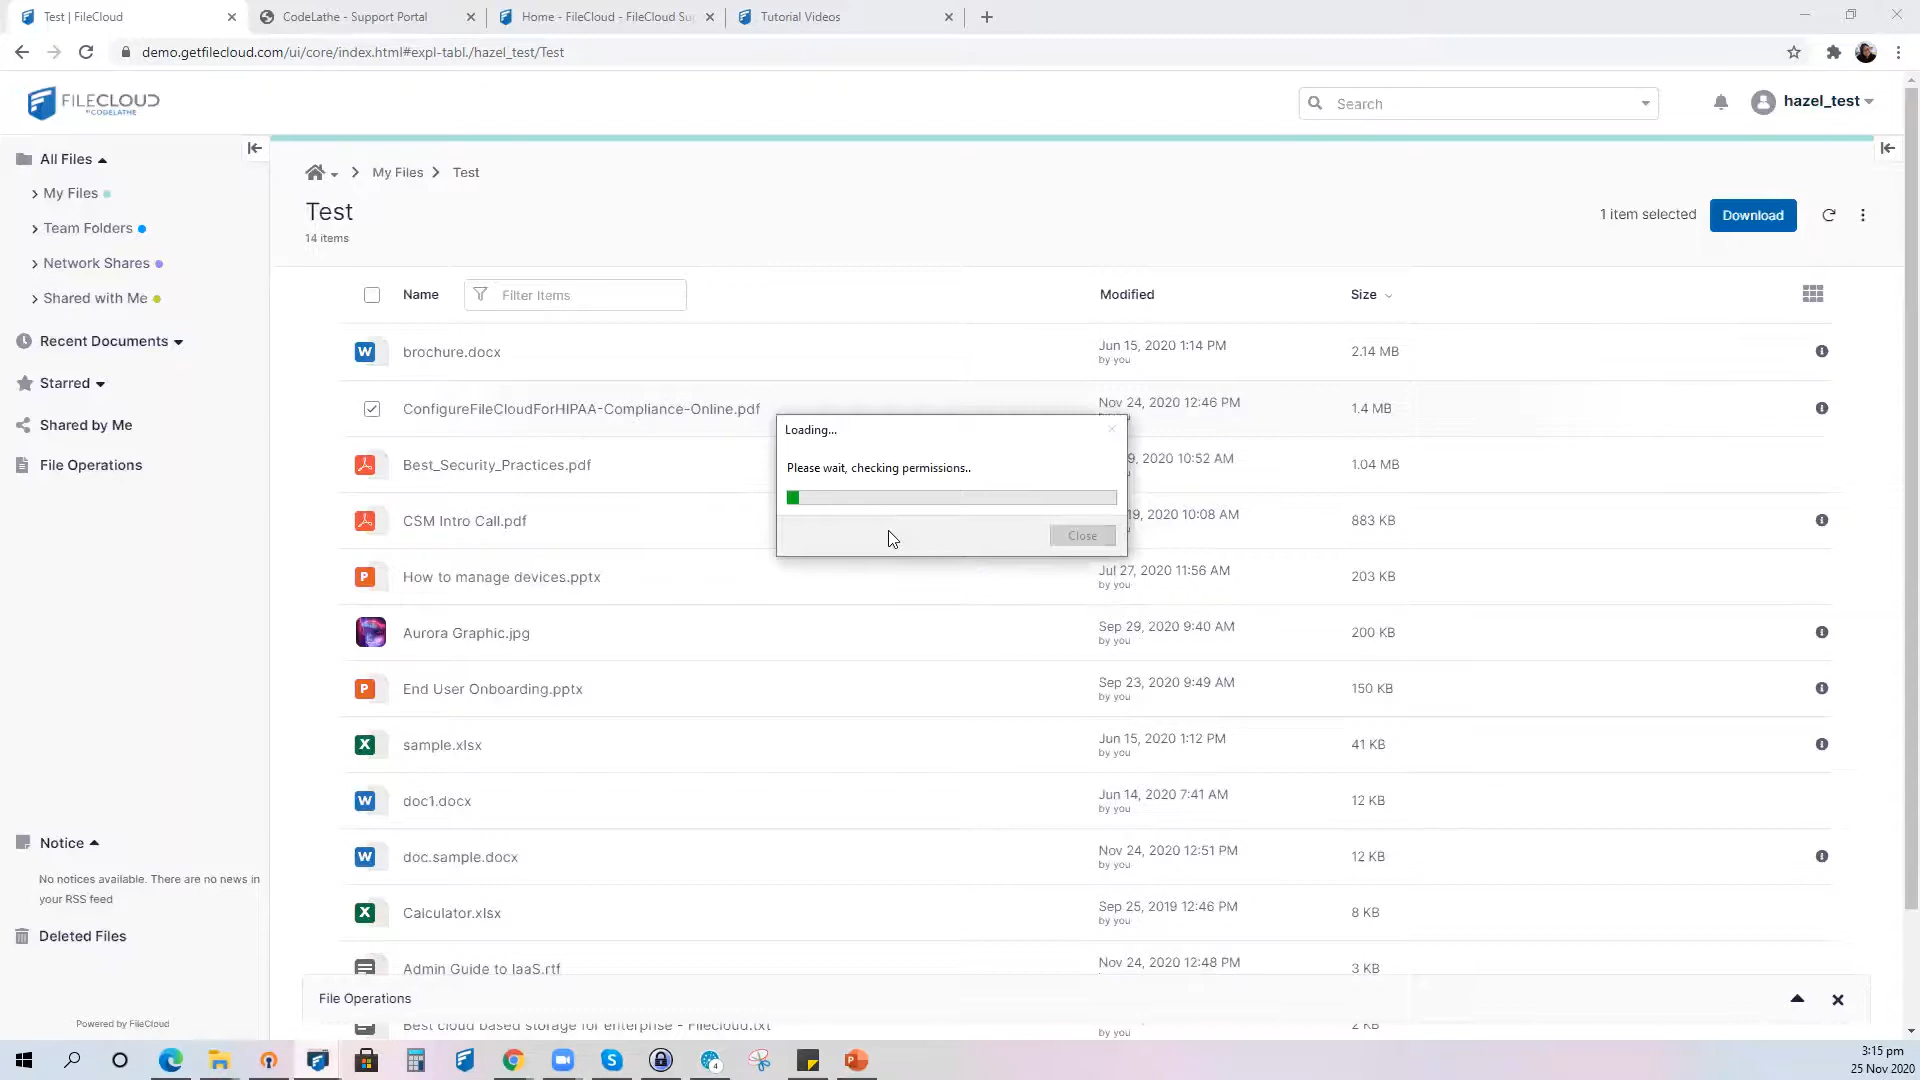 Test | FileCloud
CodeLathe - Support Portal
Home - FileCloud - FileCloud Su
Tutorial Videos
demo.getfilecloud.com/ui/core/index.html#expl-tabl./hazel_test/Test
FILECLOUD
BY CODELATHE
Search
hazel_test
All Files
My Files
Team Folders
Network Shares
Shared with Me
Recent Documents
Starred
Shared by Me
File Operations
Notice
No notices available. There are no news in
your RSS feed
Deleted Files
Powered by FileCloud
My Files
Test
Test
14 items
1 item selected
Download
Name
Filter Items
Modified
Size
brochure.docx
Jun 15, 2020 1:14 PM
by you
2.14 MB
ConfigureFileCloudForHIPAA-Compliance-Online.pdf
Nov 24, 2020 12:46 PM
1.4 MB
Best_Security_Practices.pdf
9, 2020 10:52 AM
1.04 MB
CSM Intro Call.pdf
19, 2020 10:08 AM
883 KB
How to manage devices.pptx
Jul 27, 2020 11:56 AM
by you
203 KB
Aurora Graphic.jpg
Sep 29, 2020 9:40 AM
by you
200 KB
End User Onboarding.pptx
Sep 23, 2020 9:49 AM
by you
150 KB
sample.xlsx
Jun 15, 2020 1:12 PM
by you
41 KB
doc1.docx
Jun 14, 2020 7:41 AM
by you
12 KB
doc.sample.docx
Nov 24, 2020 12:51 PM
by you
12 KB
Calculator.xlsx
Sep 25, 2019 12:46 PM
by you
8 KB
Admin Guide to IaaS.rtf
Nov 24, 2020 12:48 PM
3 KB
File Operations
Best cloud based storage for enterprise - Filecloud.txt
by you
2 KB
Loading...
Please wait, checking permissions..
Close
3:15 pm
25 Nov 2020